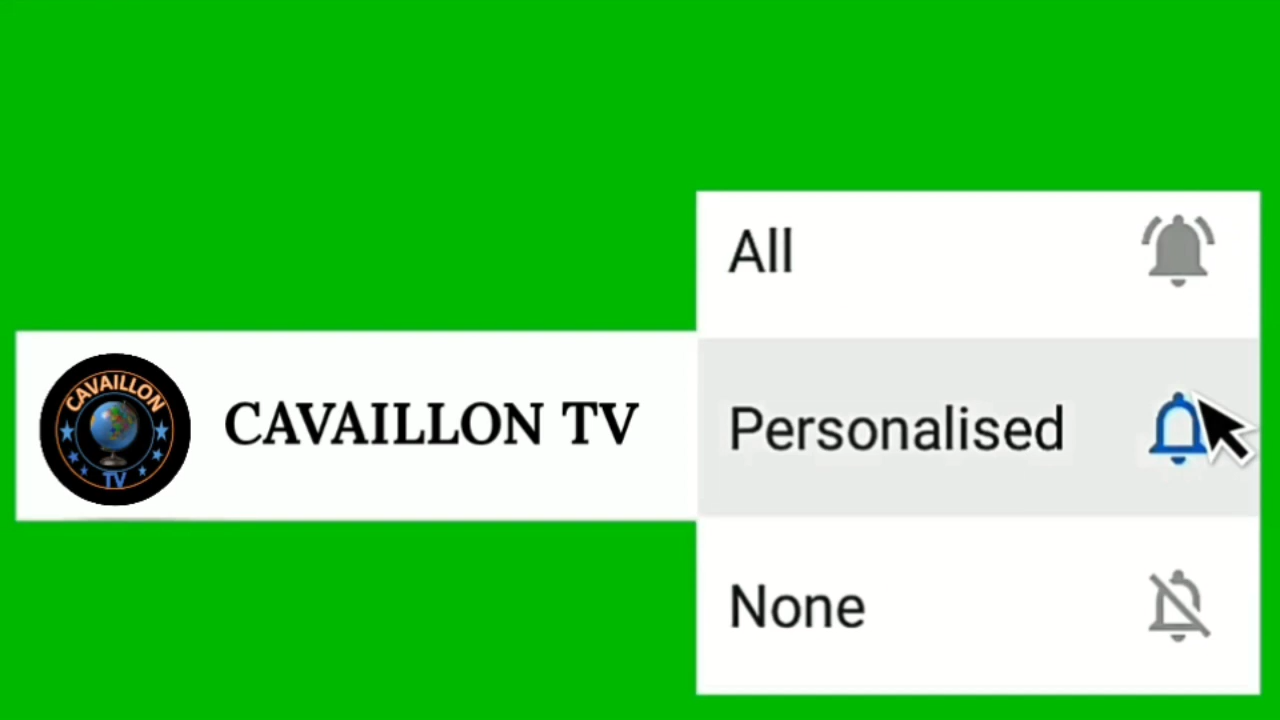 All
CAVAILLON
TV
CAVAILLON TV
Personalised
None